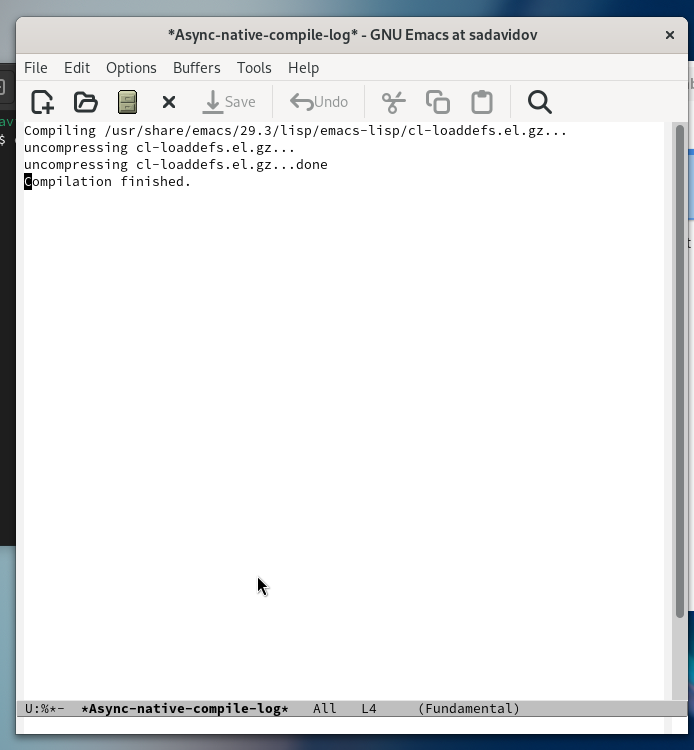 *Async-native-compile-log* - GNU Emacs at sadavidov
File Edit Options Buffers Tools Help
Save Undo
Compiling /usr/share/emacs/29.3/lisp/emacs-lisp/cl-loaddefs.el.gz...
uncompressing cl-loaddefs.el.gz...
uncompressing cl-loaddefs.el.gz...done
Compilation finished.
U:%*- *Async-native-compile-log* All L4 (Fundamental)